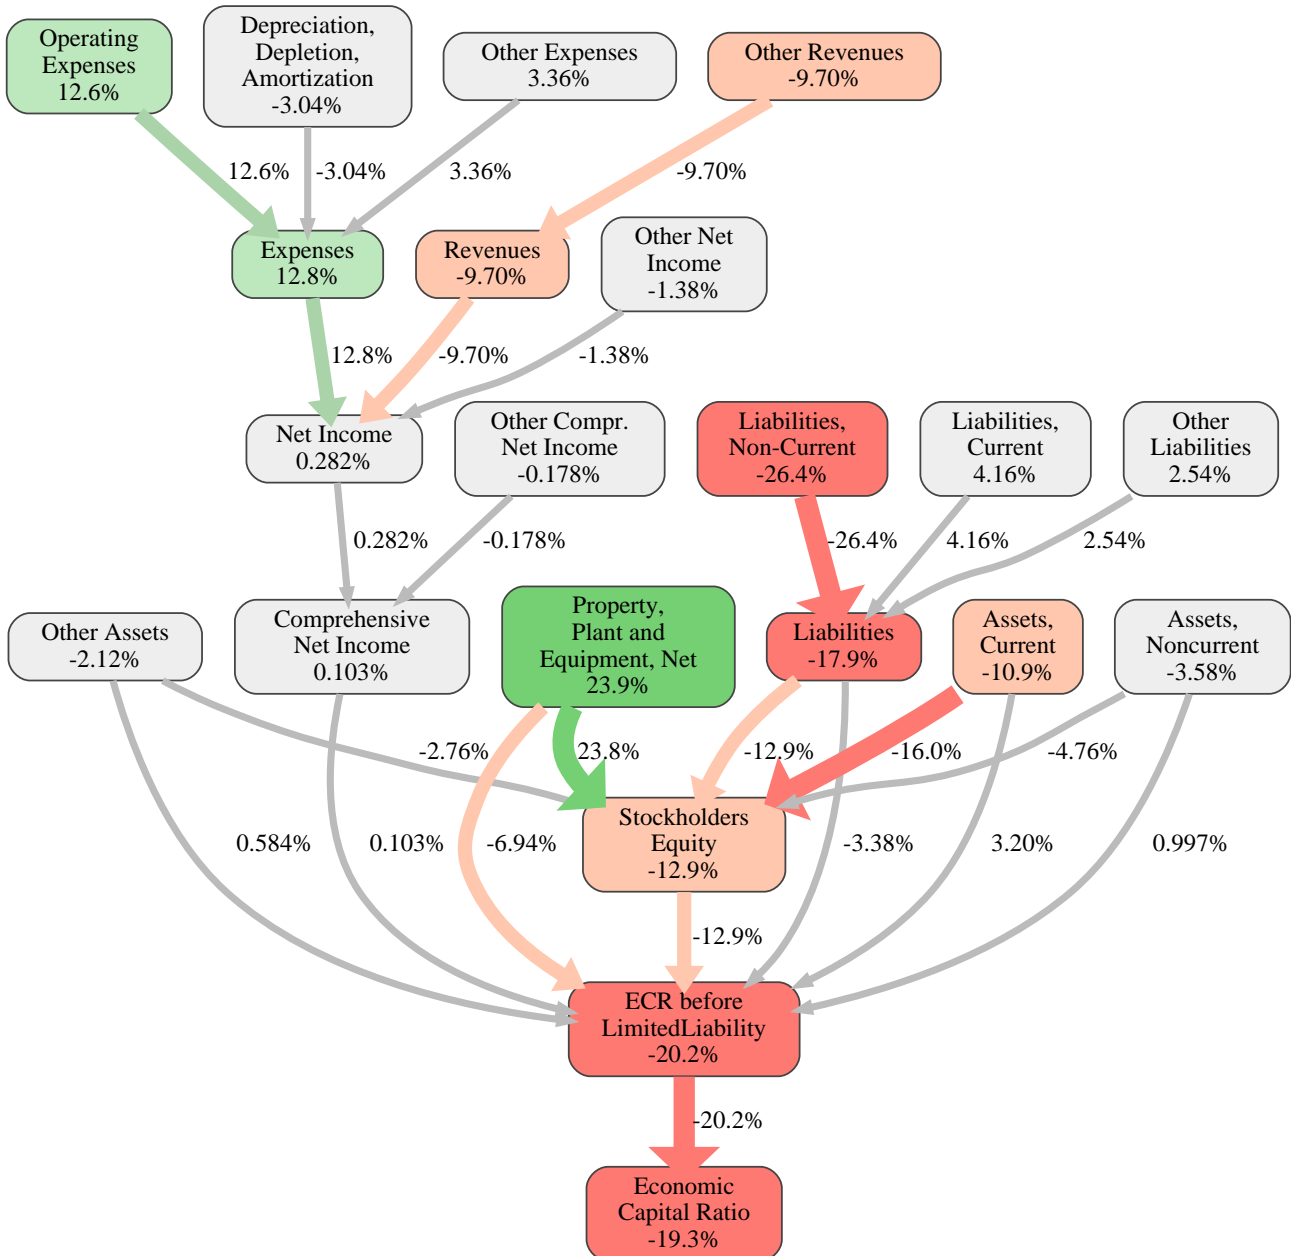 Operating
Expenses
12.6%
Depreciation,
Depletion,
Amortization
-3.04%
Other Expenses
3.36%
Other Revenues
-9.70%
12.6%
-3.04%
3.36%
-9.70%
Expenses
12.8%
Revenues
-9.70%
Other Net
Income
-1.38%
12.8%
-9.70%
-1.38%
Net Income
0.282%
Other Compr.
Net Income
-0.178%
Liabilities,
Non-Current
-26.4%
Liabilities,
Current
4.16%
Other
Liabilities
2.54%
0.282%
-0.178%
-26.4%
4.16%
2.54%
Other Assets
-2.12%
Comprehensive
Net Income
0.103%
Property,
Plant and
Equipment, Net
23.9%
Liabilities
-17.9%
Assets,
Current
-10.9%
Assets,
Noncurrent
-3.58%
-2.76%
23.8%
-12.9%
-16.0%
-4.76%
Stockholders
Equity
-12.9%
0.584%
0.103%
-6.94%
-3.38%
3.20%
0.997%
-12.9%
ECR before
LimitedLiability
-20.2%
-20.2%
Economic
Capital Ratio
-19.3%